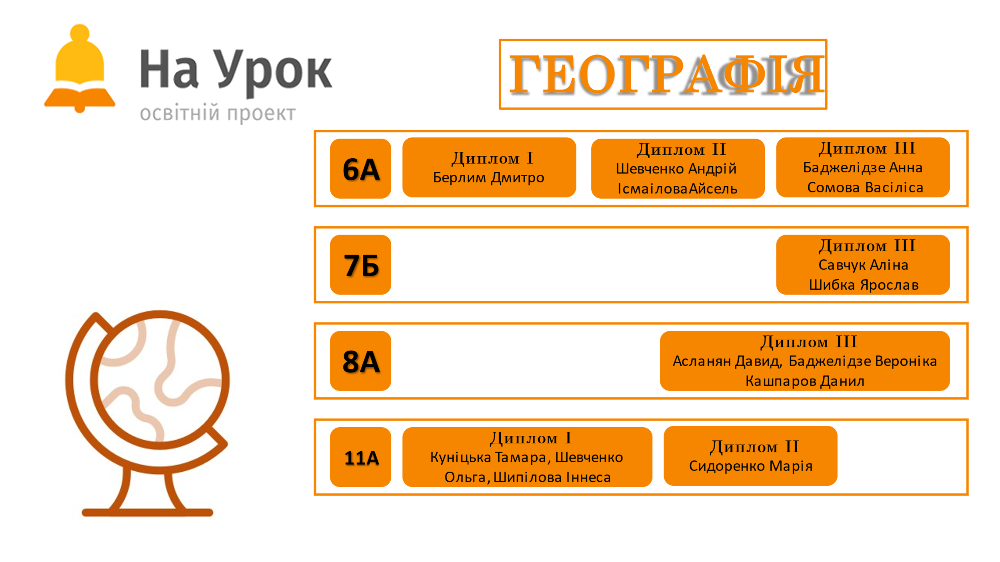 На Урок
освітній проект
ГЕОГРАФІЯ
6А
Диплом I
Берлим Дмитро
Диплом II
Шевченко Андрій
Ісмаілова Айсель
Диплом III
Баджелідзе Анна
Сомова Васіліса
7Б
Диплом III
Савчук Аліна
Шибка Ярослав
8А
Диплом III
Асланян Давид, Баджелідзе Вероніка
Кашпаров Данил
11А
Диплом I
Куніцька Тамара, Шевченко
Ольга, Шипілова Іннеса
Диплом II
Сидоренко Марія